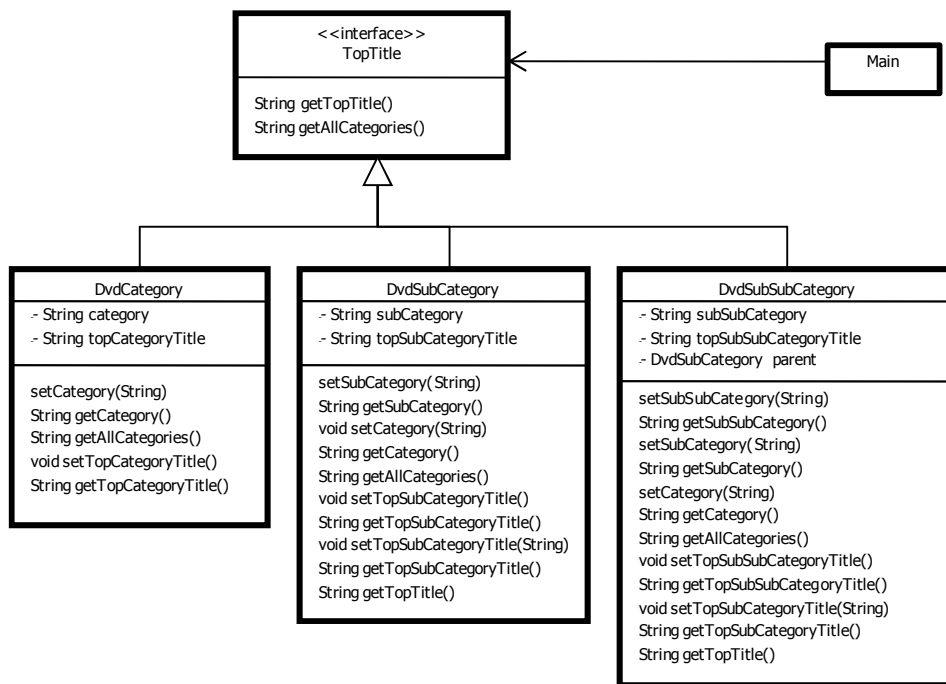 <<interface>>
TopTitle
String getTopTitle()
String getAllCategories()
Main
DvdCategory
- String category
- String topCategoryTitle
setCategory(String)
String getCategory()
String getAllCategories()
void setTopCategoryTitle()
String getTopCategoryTitle()
DvdSubCategory
- String subCategory
- String topSubCategoryTitle
setSubCategory(String)
String getSubCategory()
void setCategory(String)
String getCategory()
String getAllCategories()
void setTopSubCategoryTitle()
String getTopSubCategoryTitle()
void setTopSubCategoryTitle(String)
String getTopSubCategoryTitle()
String getTopTitle()
DvdSubSubCategory
- String subSubCategory
- String topSubSubCategoryTitle
- DvdSubCategory parent
setSubSubCategory(String)
String getSubSubCategory()
setSubCategory(String)
String getSubCategory()
setCategory(String)
String getCategory()
String getAllCategories()
void setTopSubSubCategoryTitle()
String getTopSubSubCategoryTitle()
void setTopSubCategoryTitle(String)
String getTopSubCategoryTitle()
String getTopTitle()